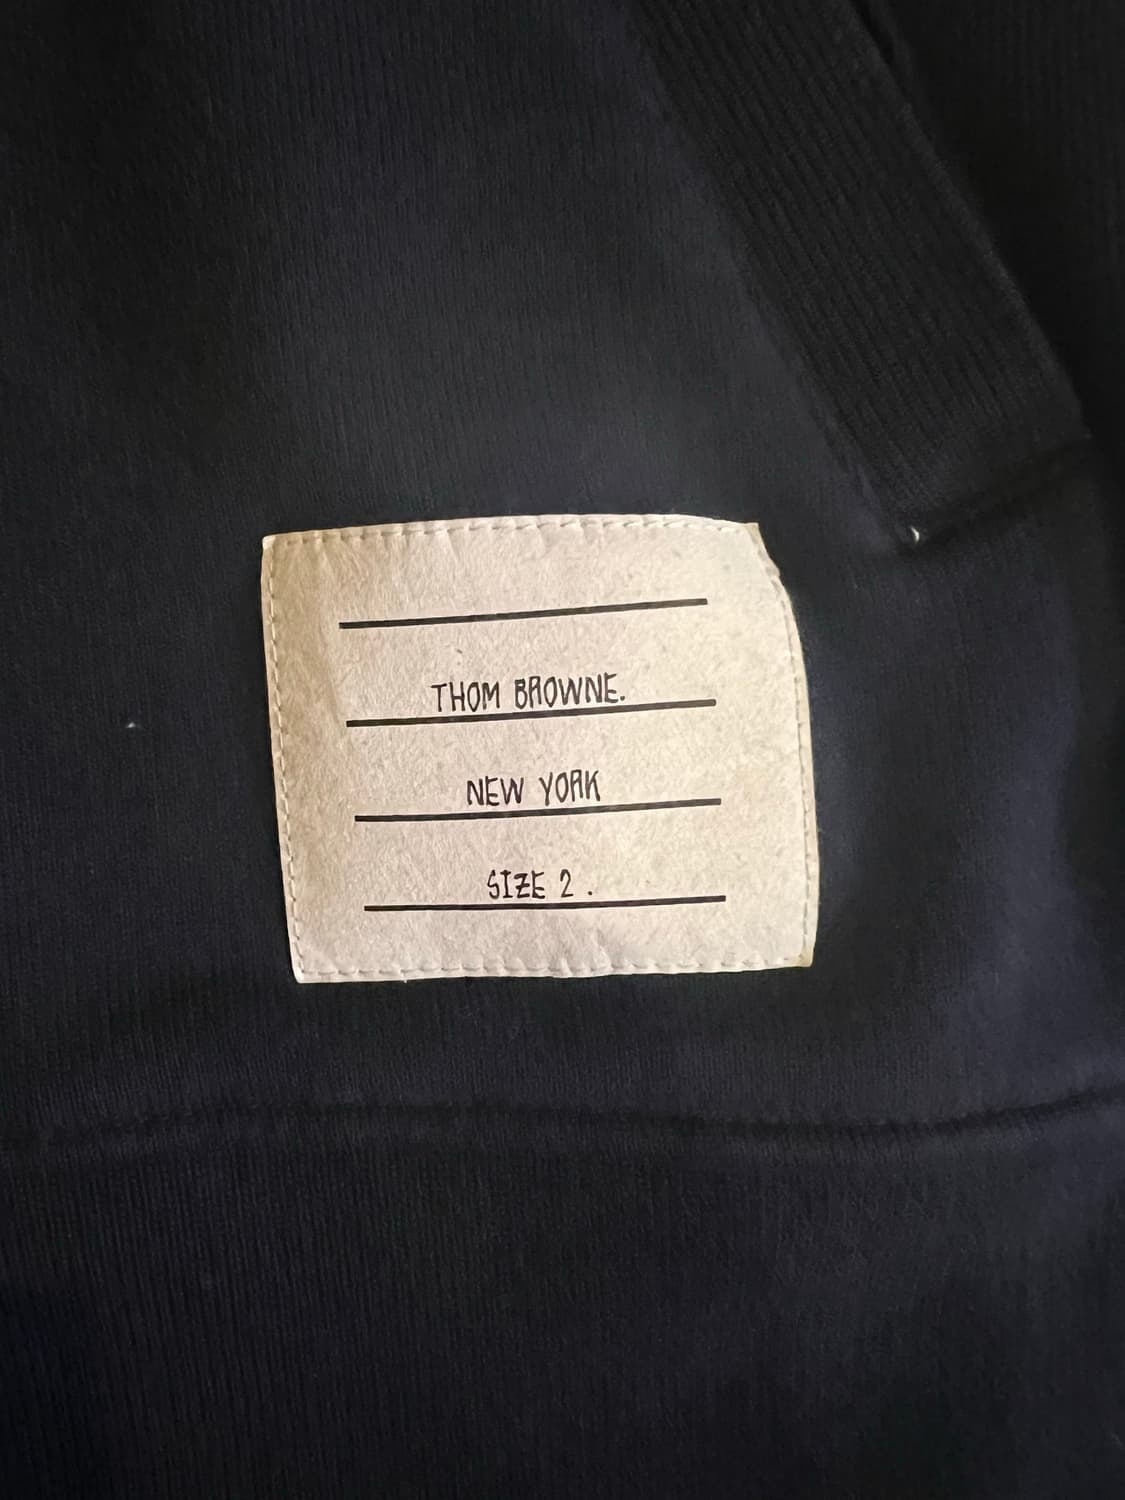 THOM BROWNE.
NEW YORK
SIZE 2 .